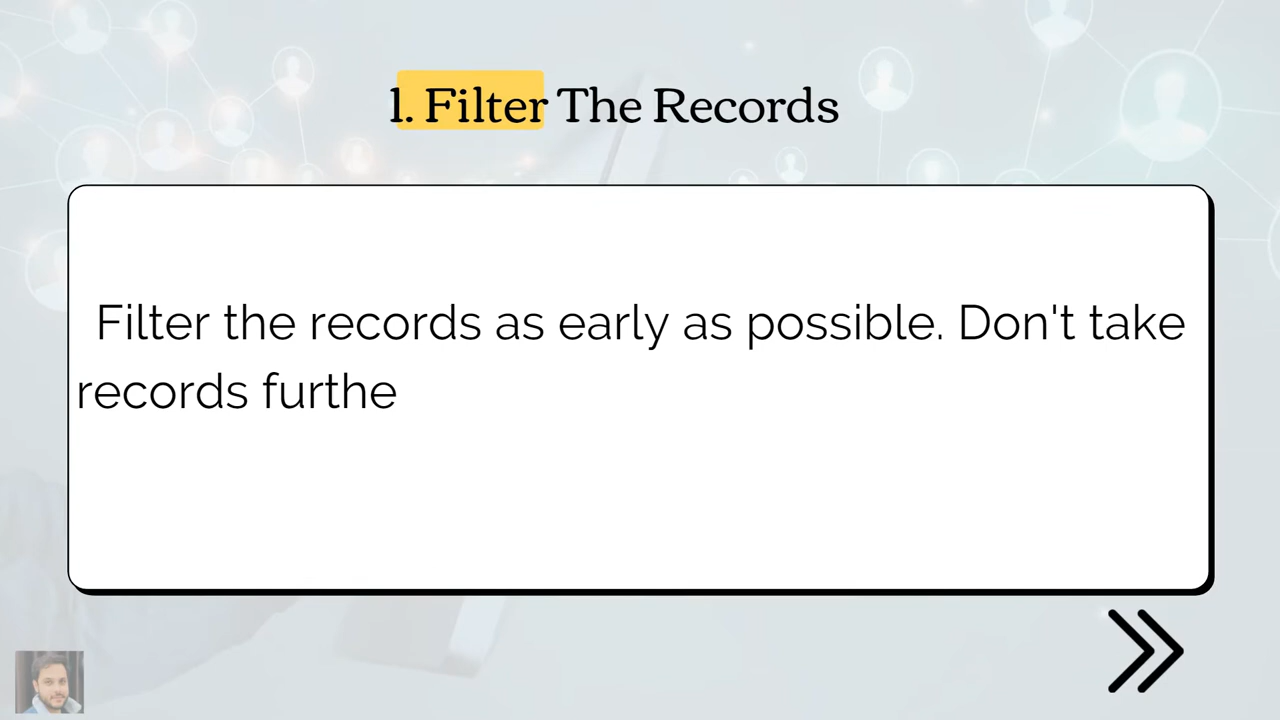 1. Filter The Records
Filter the records as early as possible. Don't take
records furthe